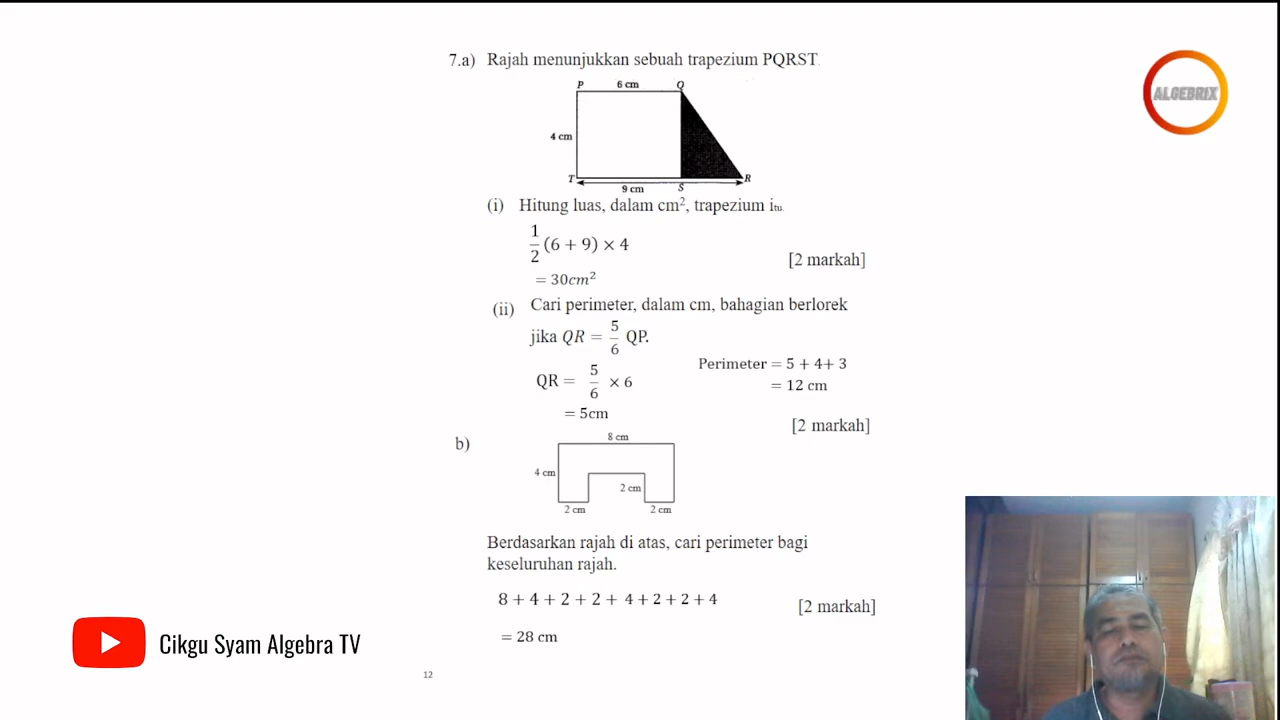 7.a) Rajah menunjukkan sebuah trapezium PQRST.
ALGEBRIX
P 6 cm Q
4 cm
T S R
9 cm
(i) Hitung luas, dalam cm², trapezium itu.
1/2 (6 + 9) × 4
[2 markah]
= 30cm²
(ii) Cari perimeter, dalam cm, bahagian berlorek
jika QR = 5/6 QP.
Perimeter = 5 + 4+ 3
QR = 5/6 × 6
= 12 cm
= 5cm
[2 markah]
b)
8 cm
4 cm
2 cm
2 cm 2 cm
Berdasarkan rajah di atas, cari perimeter bagi
keseluruhan rajah.
8 + 4 + 2 + 2 + 4 + 2 + 2 + 4
[2 markah]
= 28 cm
Cikgu Syam Algebra TV
12